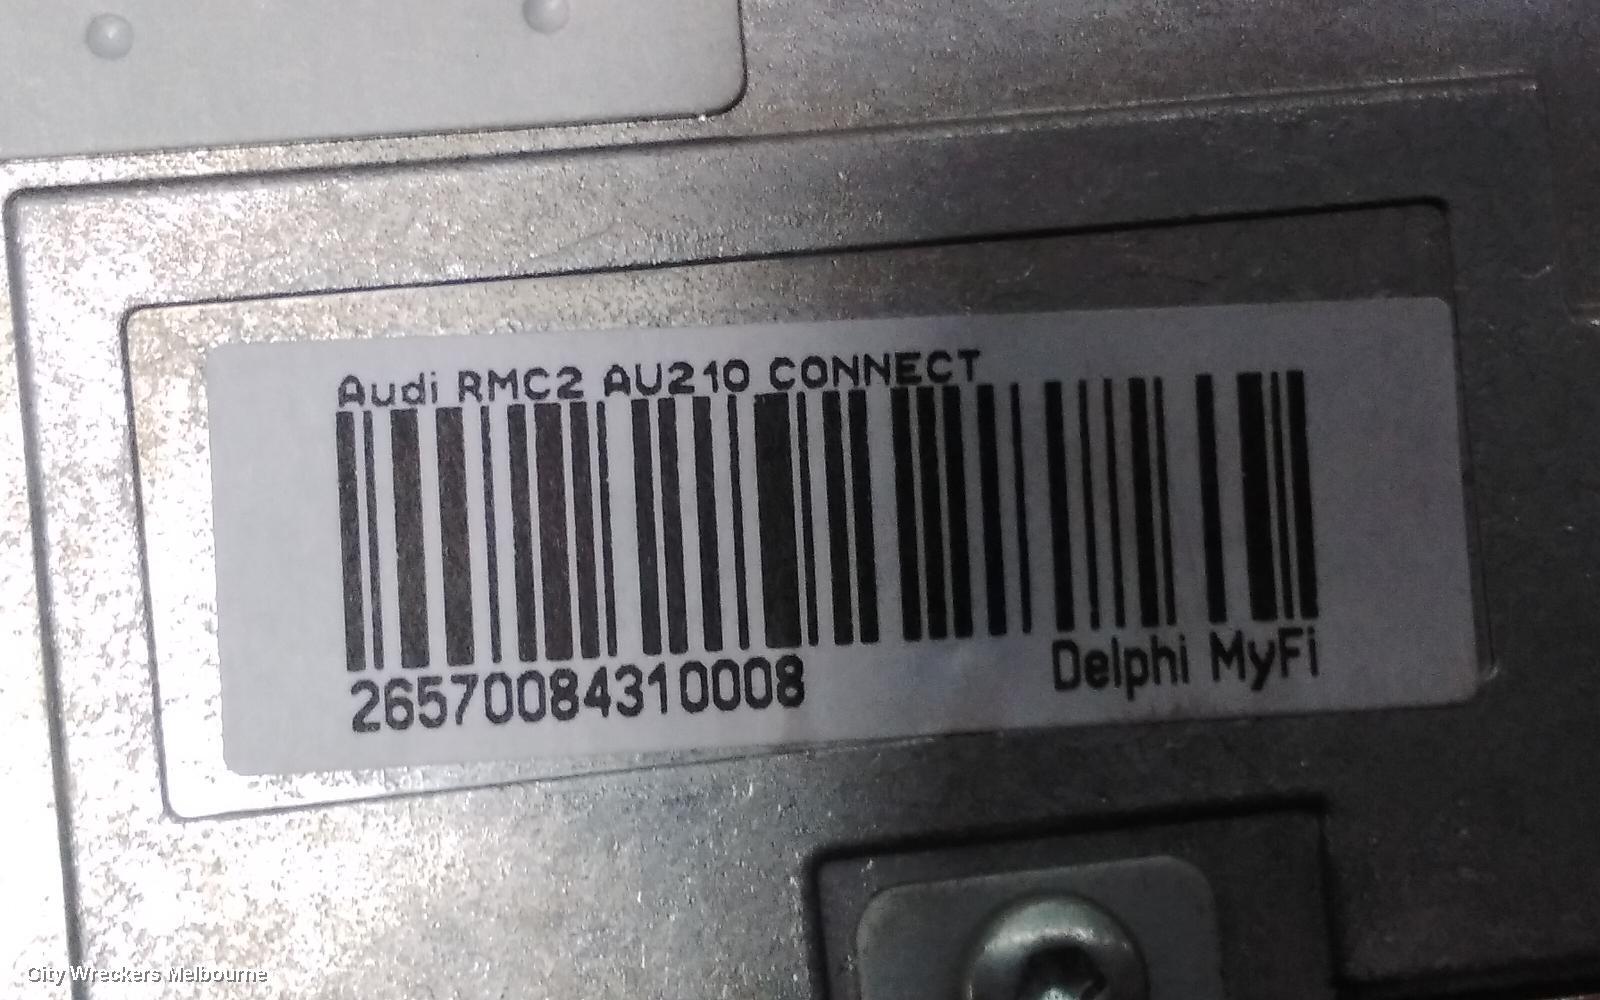 Audi RMC2 AU210 CONNECT
26570084310008
Delphi MyFi
City Wreckers Melbourne